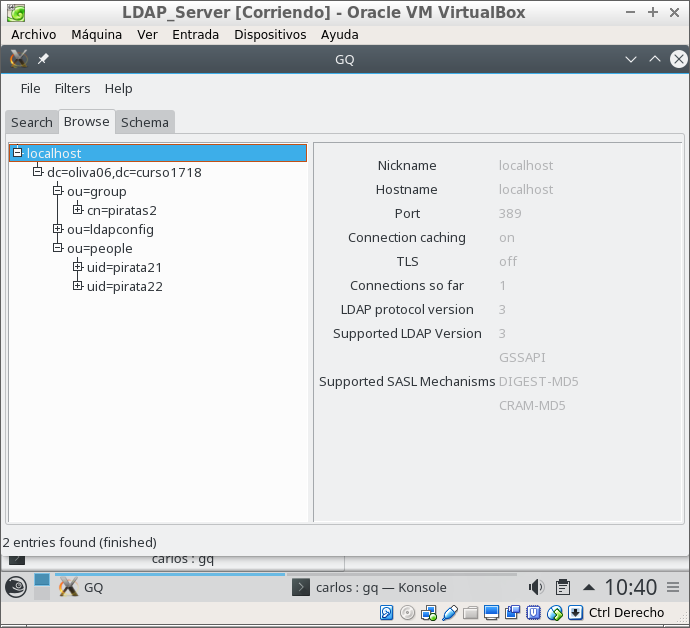 LDAP_Server [Corriendo] - Oracle VM VirtualBox
Archivo Máquina Ver Entrada Dispositivos Ayuda
GQ
File Filters Help
Search Browse Schema
localhost
dc=oliva06,dc=curso1718
ou=group
cn=piratas2
ou=ldapconfig
ou=people
uid=pirata21
uid=pirata22
Nickname localhost
Hostname localhost
Port 389
Connection caching on
TLS off
Connections so far 1
LDAP protocol version 3
Supported LDAP Version 3
GSSAPI
Supported SASL Mechanisms DIGEST-MD5
CRAM-MD5
2 entries found (finished)
carlos : gq
GQ carlos : gq — Konsole 10:40
Ctrl Derecho